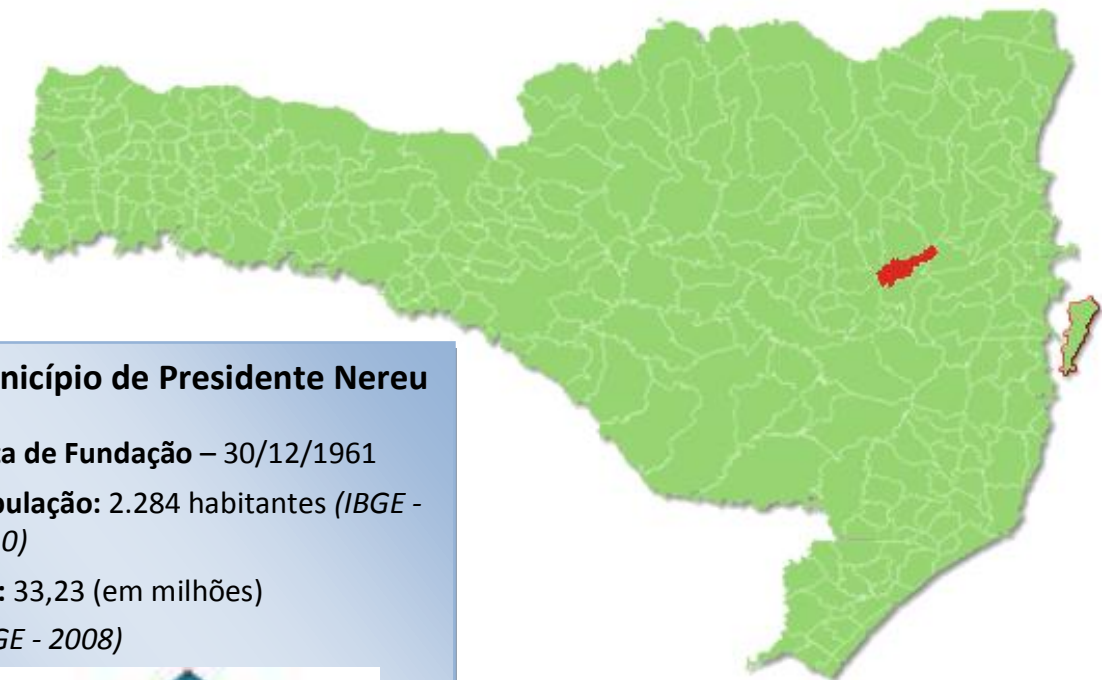 nicípio de Presidente Nereu
a de Fundação – 30/12/1961
pulação: 2.284 habitantes (IBGE -
0)
: 33,23 (em milhões)
GE - 2008)